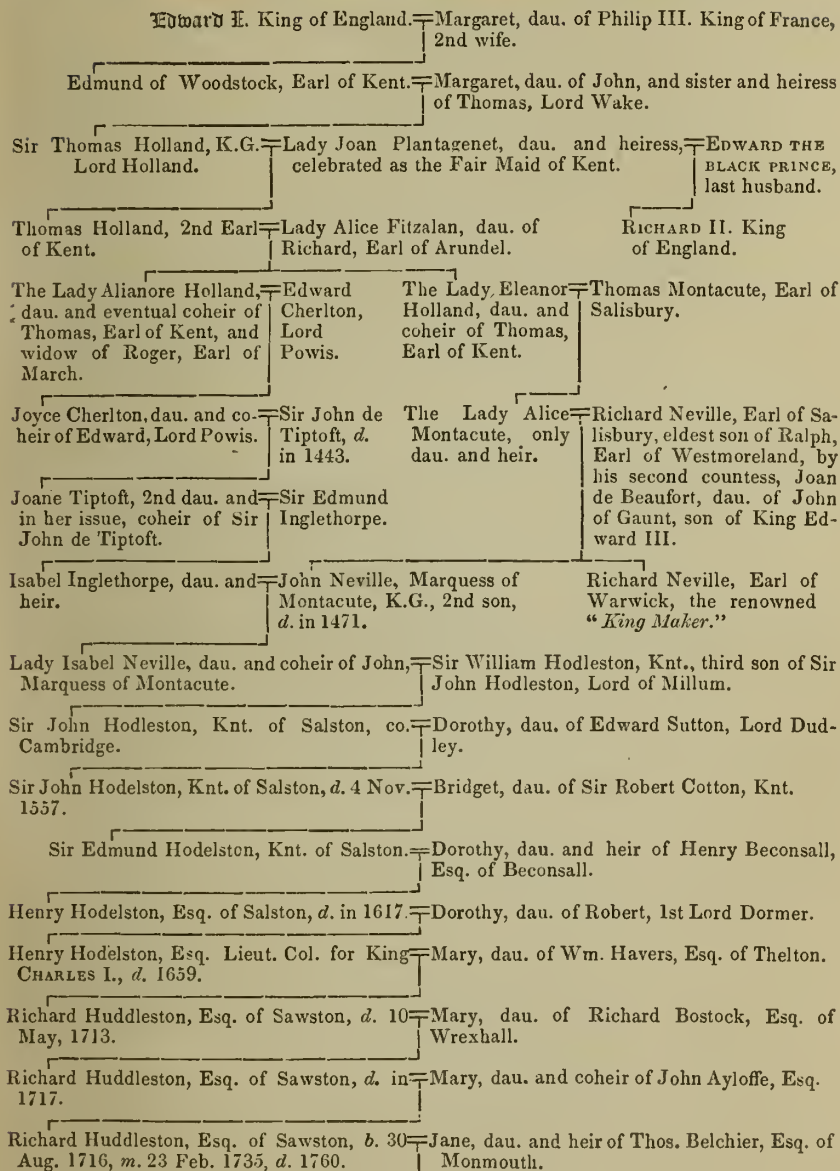 Edward I. King of England.=Margaret, dau. of Philip III. King of France,
2nd wife.
Edmund of Woodstock, Earl of Kent.=Margaret, dau. of John, and sister and heiress
of Thomas, Lord Wake.
Sir Thomas Holland, K.G.=Lady Joan Plantagenet, dau. and heiress,=EDWARD THE
Lord Holland. celebrated as the Fair Maid of Kent. BLACK PRINCE,
last husband.
Thomas Holland, 2nd Earl=Lady Alice Fitzalan, dau. of RICHARD II. King
of Kent. Richard, Earl of Arundel. of England.
The Lady Alianore Holland,=Edward The Lady Eleanor=Thomas Montacute, Earl of
dau. and eventual coheir of Cherlton, Holland, dau. and Salisbury.
Thomas, Earl of Kent, and Lord coheir of Thomas,
widow of Roger, Earl of Powis. Earl of Kent.
March.
Joyce Cherlton, dau. and co-=Sir John de The Lady Alice=Richard Neville, Earl of Sa-
heir of Edward, Lord Powis. Tiptoft, d. Montacute, only lisbury, eldest son of Ralph,
in 1443. dau. and heir. Earl of Westmoreland, by
his second countess, Joan
Joane Tiptoft, 2nd dau. and=Sir Edmund de Beaufort, dau. of John
in her issue, coheir of Sir Inglethorpe. of Gaunt, son of King Ed-
John de Tiptoft. ward III.
Isabel Inglethorpe, dau. and=John Neville, Marquess of Richard Neville, Earl of
heir. Montacute, K.G., 2nd son, Warwick, the renowned
d. in 1471. "King Maker."
Lady Isabel Neville, dau. and coheir of John,=Sir William Hodleston, Knt., third son of Sir
Marquess of Montacute. John Hodleston, Lord of Millum.
Sir John Hodleston, Knt. of Salston, co.=Dorothy, dau. of Edward Sutton, Lord Dud-
Cambridge. ley.
Sir John Hodelston, Knt. of Salston, d. 4 Nov.=Bridget, dau. of Sir Robert Cotton, Knt.
1557.
Sir Edmund Hodelston, Knt. of Salston.=Dorothy, dau. and heir of Henry Beconsall,
Esq. of Beconsall.
Henry Hodelston, Esq. of Salston, d. in 1617.=Dorothy, dau. of Robert, 1st Lord Dormer.
Henry Hodelston, Esq. Lieut. Col. for King=Mary, dau. of Wm. Havers, Esq. of Thelton.
CHARLES I., d. 1659.
Richard Huddleston, Esq. of Sawston, d. 10=Mary, dau. of Richard Bostock, Esq. of
May, 1713. Wrexhall.
Richard Huddleston, Esq. of Sawston, d. in=Mary, dau. and coheir of John Ayloffe, Esq.
1717.
Richard Huddleston, Esq. of Sawston, b. 30=Jane, dau. and heir of Thos. Belchier, Esq. of
Aug. 1716, m. 23 Feb. 1735, d. 1760. Monmouth.